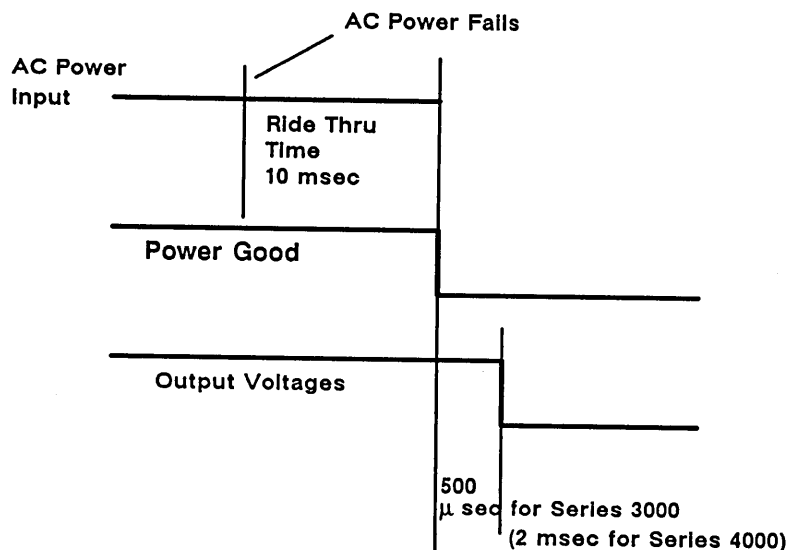 AC Power Fails
AC Power
Input
Ride Thru
Time
10 msec
Power Good
Output Voltages
500
μ sec for Series 3000
(2 msec for Series 4000)